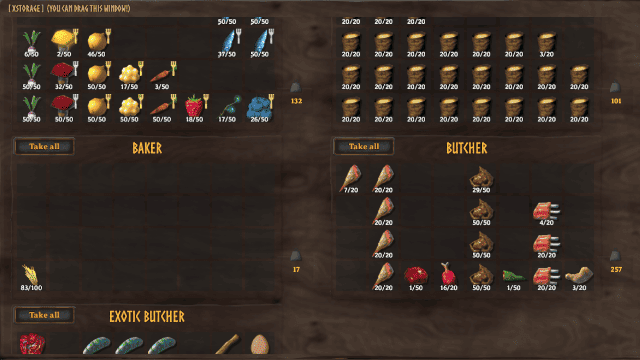 [ XSTORAGE ] (YOU CAN DRAG THIS WINDOW!)
50/50 50/50
6/50 2/50 46/50 37/50 50/50
50/50 32/50 50/50 17/50 3/50
50/50 50/50 50/50 50/50 50/50 18/50 17/50 26/50
132
20/20 20/20 20/20
20/20 20/20 20/20 20/20 20/20 20/20 3/20
20/20 20/20 20/20 20/20 20/20 20/20 20/20 20/20
20/20 20/20 20/20 20/20 20/20 20/20 20/20 20/20
101
Take all BAKER
83/100
17
Take all BUTCHER
7/20 20/20 29/50
20/20 50/50 4/20
20/20 50/50 20/20
20/20 1/50 16/20 50/50 1/50 20/20 3/20
257
Take all EXOTIC BUTCHER